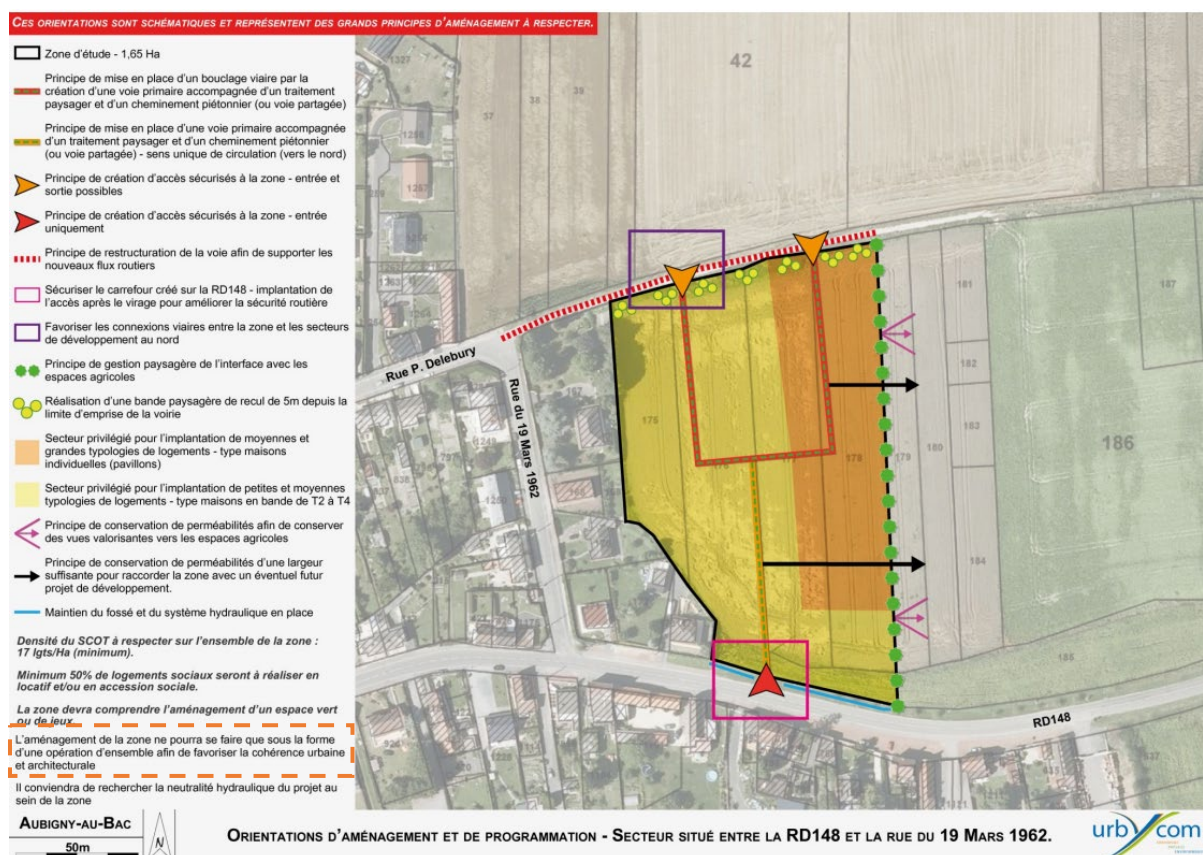 CES ORIENTATIONS SONT SCHÉMATIQUES ET REPRÉSENTENT DES GRANDS PRINCIPES D'AMÉNAGEMENT À RESPECTER.
Zone d'étude - 1,65 Ha
Principe de mise en place d'un bouclage viaire par la
création d'une voie primaire accompagnée d'un traitement
paysager et d'un cheminement piétonnier (ou voie partagée)
Principe de mise en place d'une voie primaire accompagnée
d'un traitement paysager et d'un cheminement piétonnier
(ou voie partagée) - sens unique de circulation (vers le nord)
Principe de création d'accès sécurisés à la zone - entrée et
sortie possibles
Principe de création d'accès sécurisés à la zone - entrée
uniquement
Principe de restructuration de la voie afin de supporter les
nouveaux flux routiers
Sécuriser le carrefour créé sur la RD148 - implantation de
l'accès après le virage pour améliorer la sécurité routière
Favoriser les connexions viaires entre la zone et les secteurs
de développement au nord
Principe de gestion paysagère de l'interface avec les
espaces agricoles
Réalisation d'une bande paysagère de recul de 5m depuis la
limite d'emprise de la voirie
Secteur privilégié pour l'implantation de moyennes et
grandes typologies de logements - type maisons
individuelles (pavillons)
Secteur privilégié pour l'implantation de petites et moyennes
typologies de logements - type maisons en bande de T2 à T4
Principe de conservation de perméabilités afin de conserver
des vues valorisantes vers les espaces agricoles
Principe de conservation de perméabilités d'une largeur
suffisante pour raccorder la zone avec un éventuel futur
projet de développement.
Maintien du fossé et du système hydraulique en place
Densité du SCOT à respecter sur l'ensemble de la zone :
17 lgts/Ha (minimum).
Minimum 50% de logements sociaux seront à réaliser en
locatif et/ou en accession sociale.
La zone devra comprendre l'aménagement d'un espace vert
ou de jeux.
L'aménagement de la zone ne pourra se faire que sous la forme
d'une opération d'ensemble afin de favoriser la cohérence urbaine
et architecturale
Il conviendra de rechercher la neutralité hydraulique du projet au
sein de la zone
42
1327
37
38
39
1256
1257
181
187
182
183
175
178
179
180
186
184
185
Rue P. Delebury
Rue du 19 Mars 1962
RD148
AUBIGNY-AU-BAC
50m
N
ORIENTATIONS D'AMÉNAGEMENT ET DE PROGRAMMATION - SECTEUR SITUÉ ENTRE LA RD148 ET LA RUE DU 19 MARS 1962.
urbycom